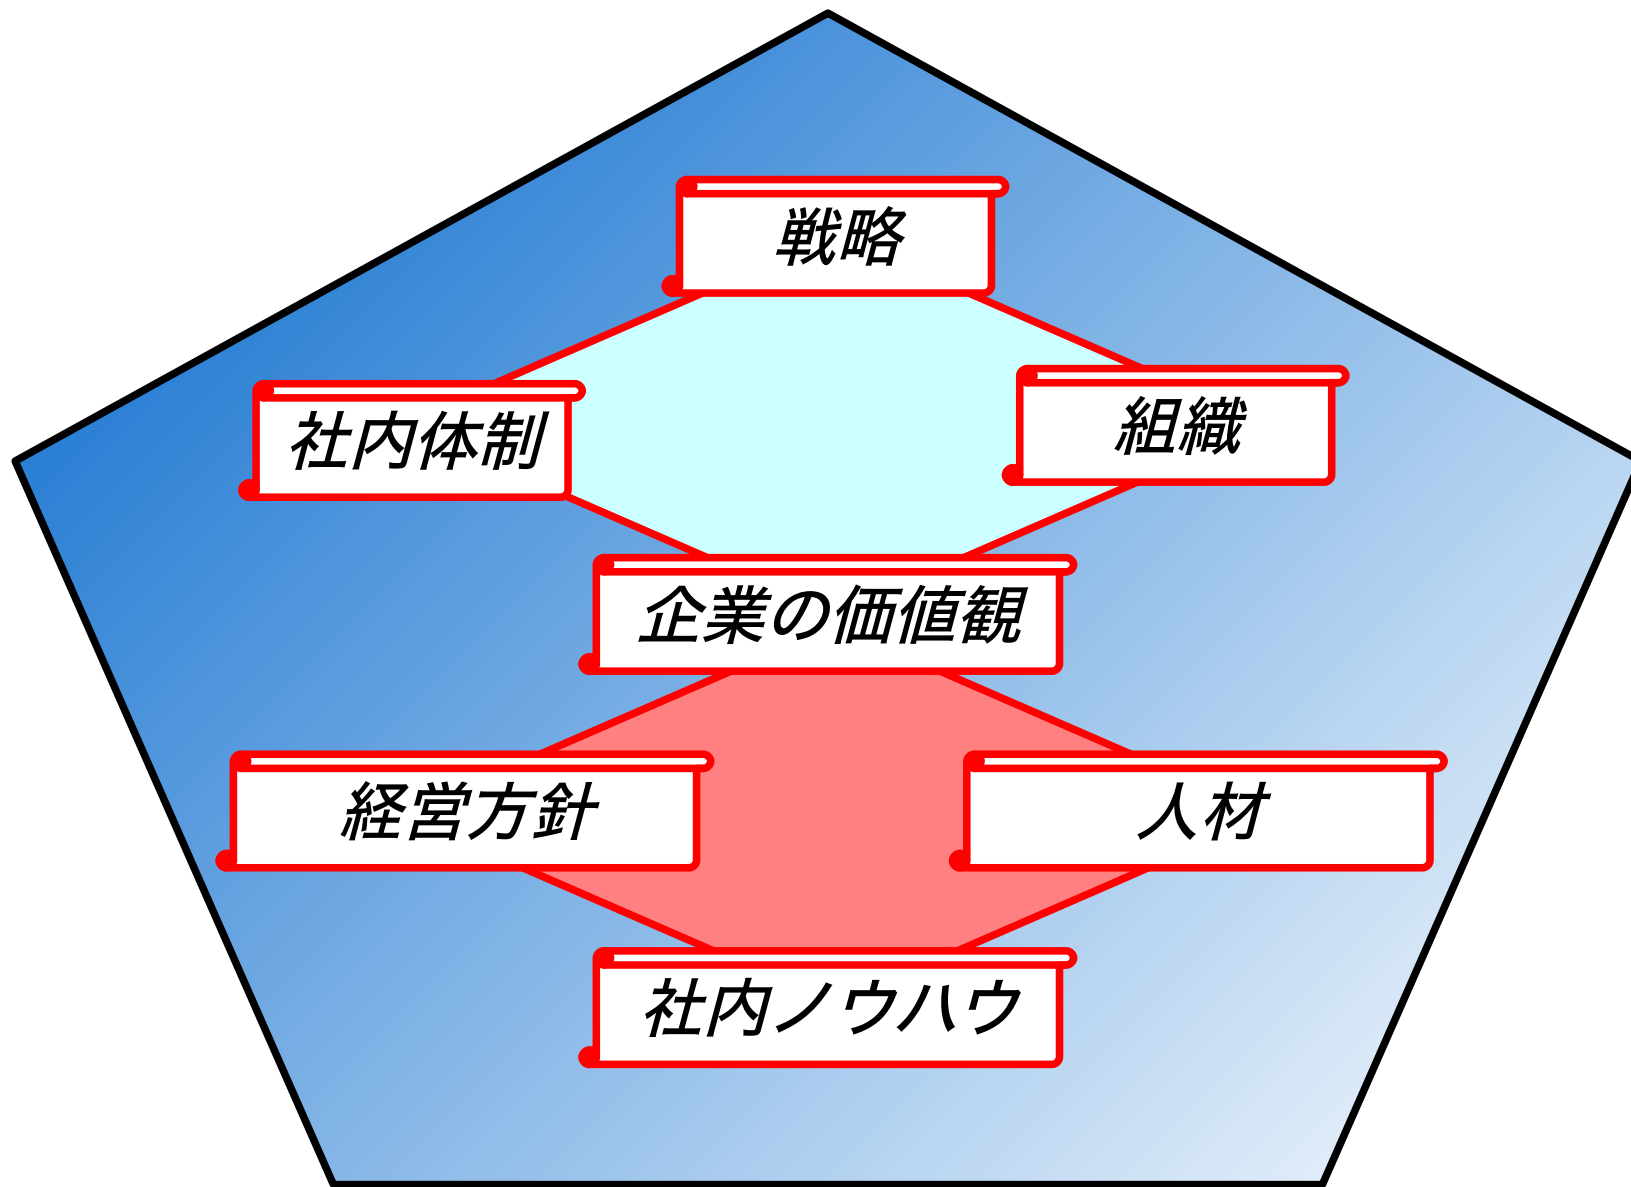 戦略
社内体制
組織
企業の価値観
経営方針
人材
社内ノウハウ